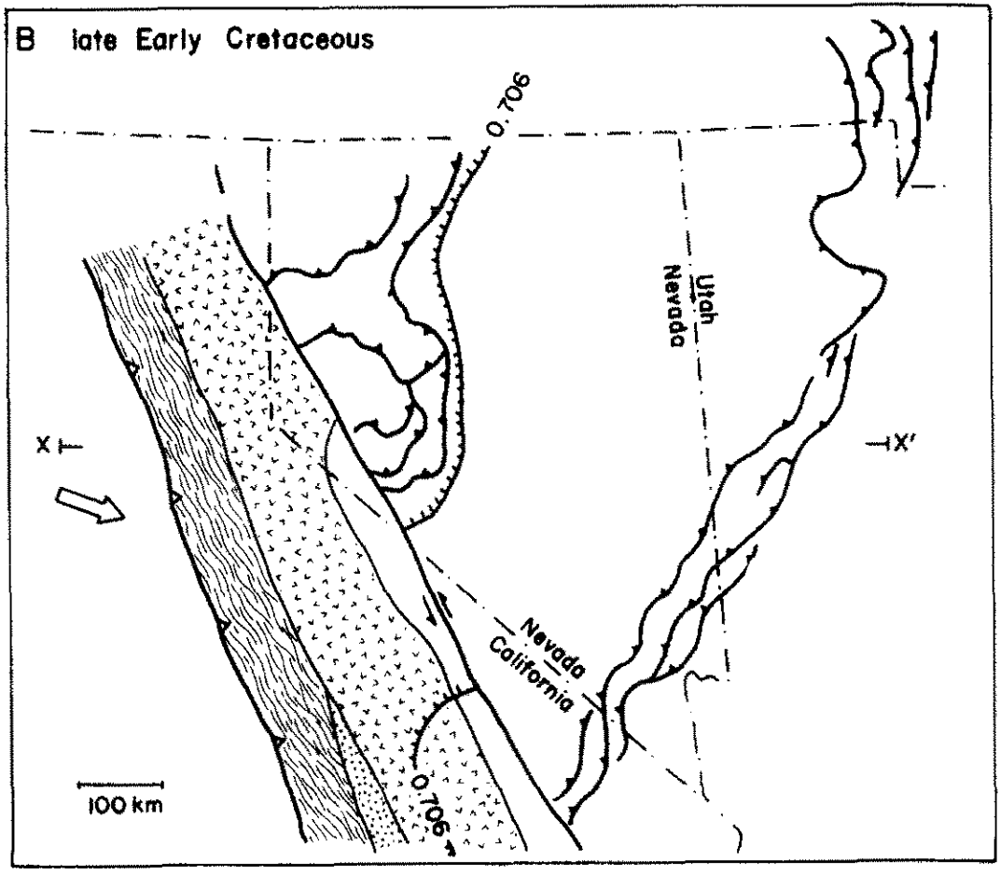 B late Early Cretaceous
0.706
Utah
Nevada
X
X'
Nevada
California
0.706
100 km